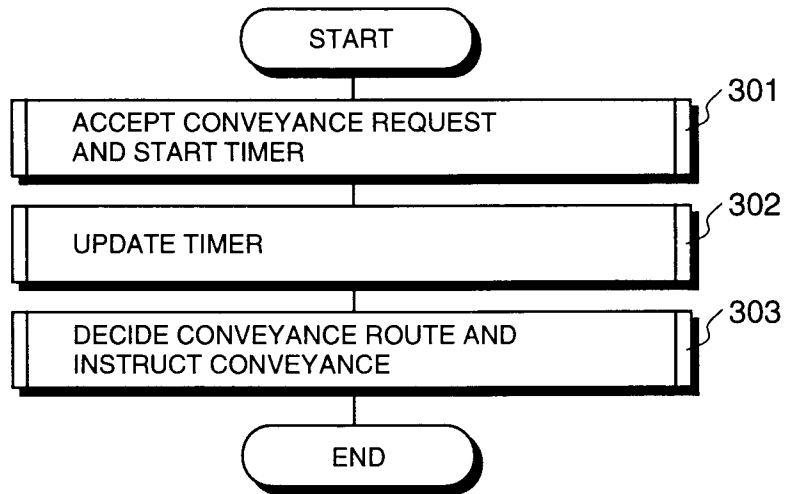 START
301
ACCEPT CONVEYANCE REQUEST
AND START TIMER
302
UPDATE TIMER
303
DECIDE CONVEYANCE ROUTE AND
INSTRUCT CONVEYANCE
END